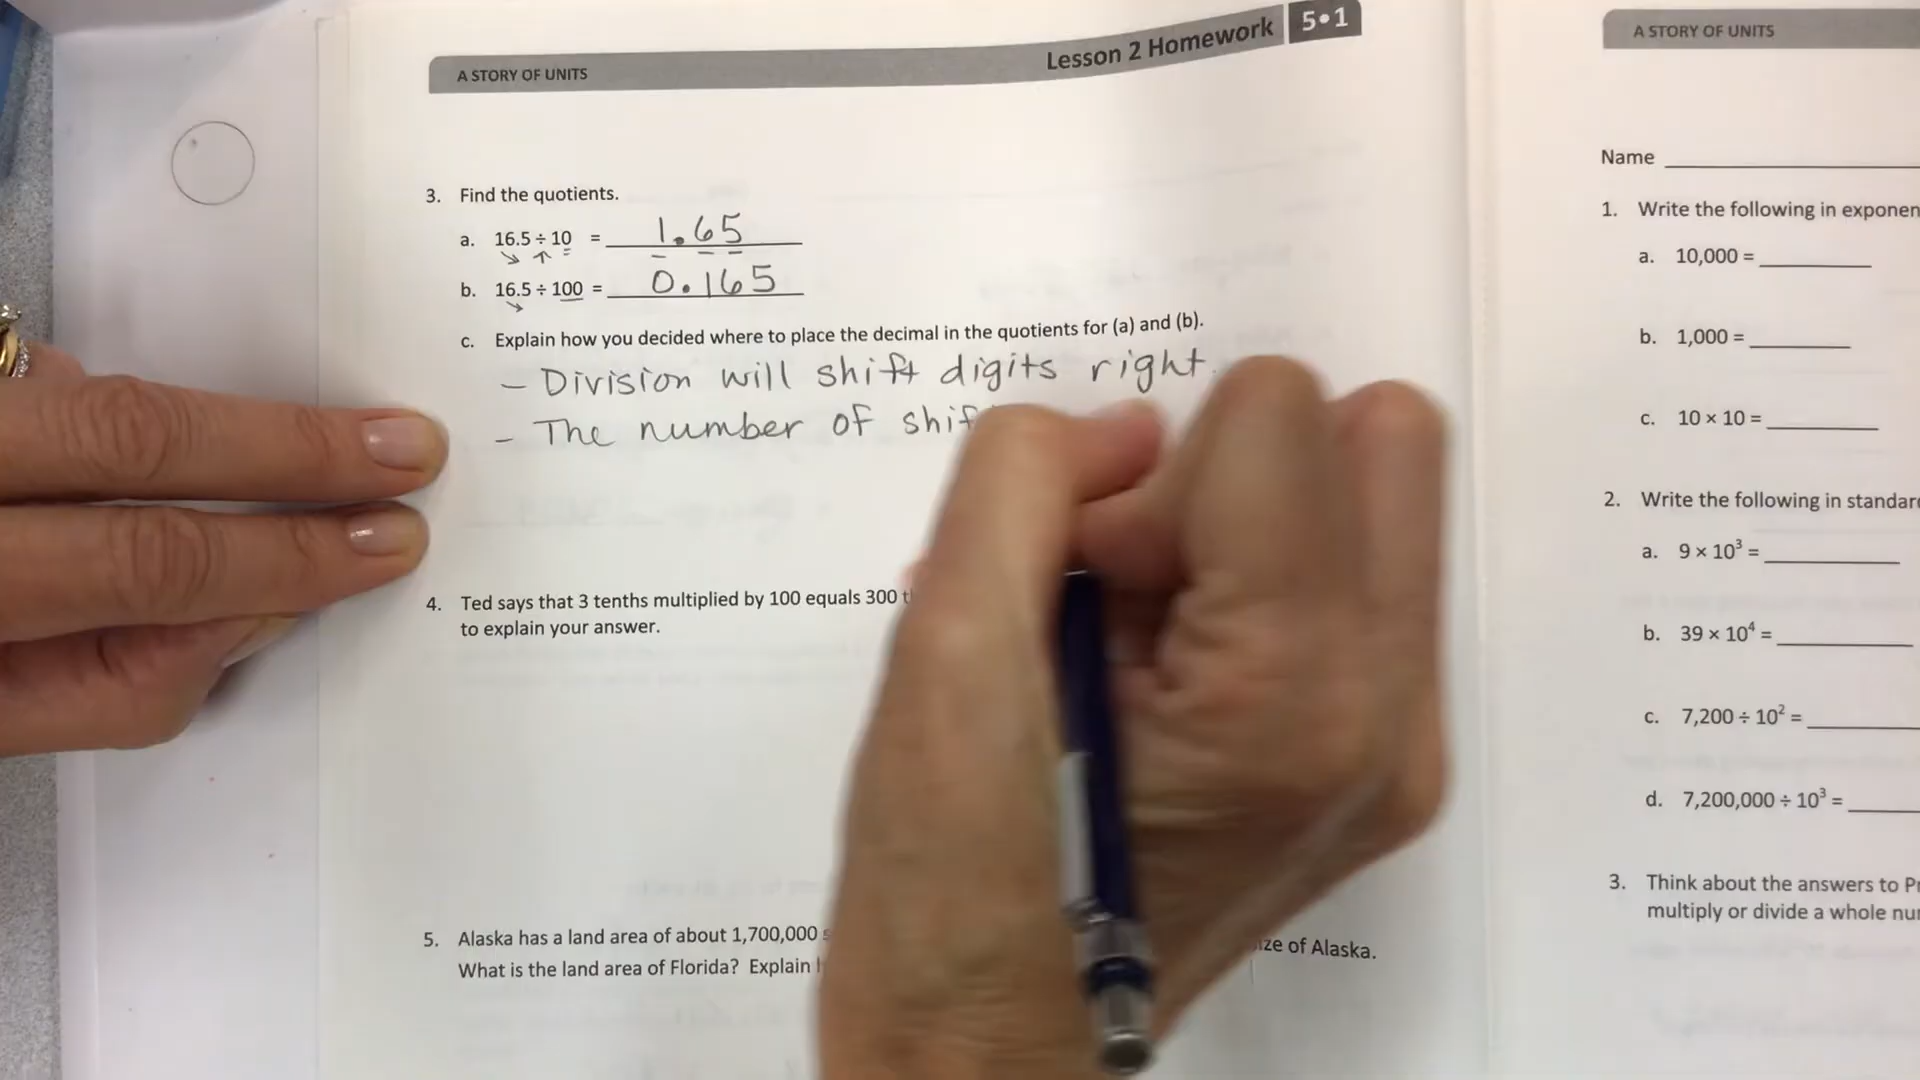 A STORY OF UNITS
Lesson 2 Homework 5•1
3. Find the quotients.
a. 16.5 ÷ 10 = 1.65
b. 16.5 ÷ 100 = 0.165
c. Explain how you decided where to place the decimal in the quotients for (a) and (b).
– Division will shift digits right.
– The number of
4. Ted says that 3 tenths multiplied by 100 equals 300
to explain your answer.
5. Alaska has a land area of about 1,700,000
of Alaska.
What is the land area of Florida? Explain
A STORY OF UNITS
Name
1. Write the following in
a. 10,000 =
b. 1,000 =
c. 10 × 10 =
2. Write the following in
a. 9 × 10³ =
b. 39 × 10⁴ =
c. 7,200 ÷ 10² =
d. 7,200,000 ÷ 10³ =
3. Think about the answers to
multiply or divide a whole